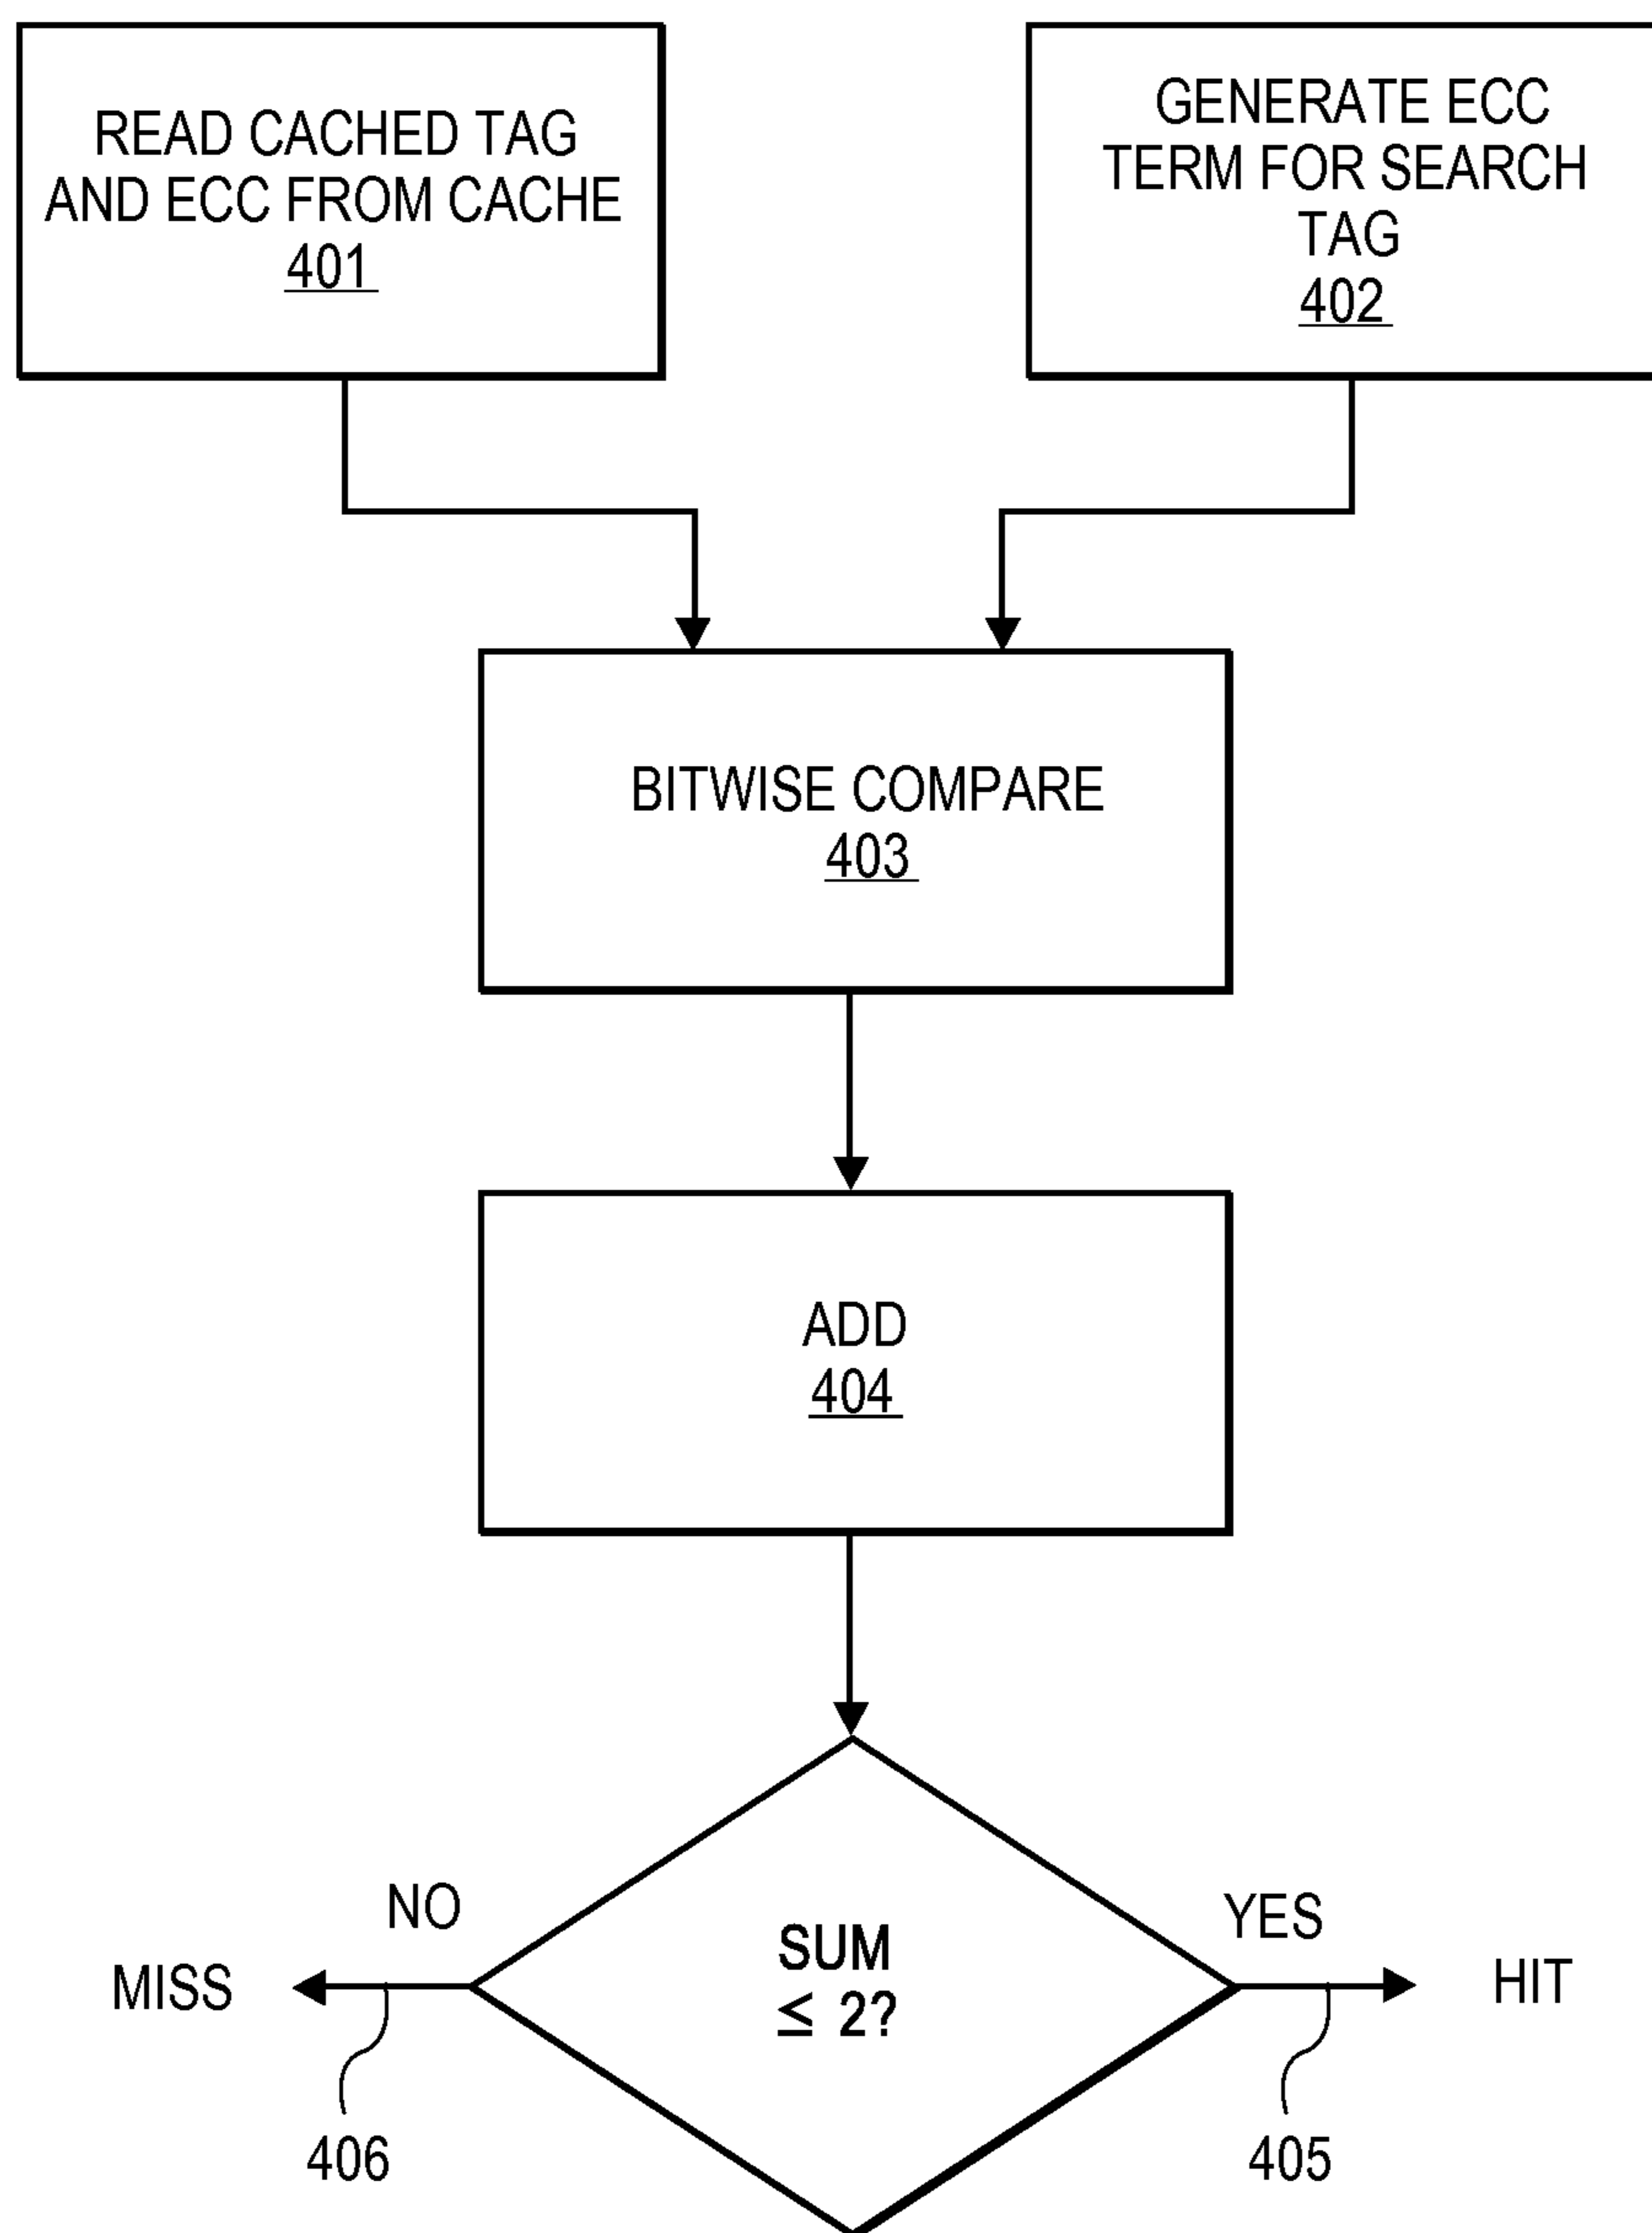 READ CACHED TAG
AND ECC FROM CACHE
401
GENERATE ECC
TERM FOR SEARCH
TAG
402
BITWISE COMPARE
403
ADD
404
SUM
≤ 2?
NO
MISS
406
YES
HIT
405